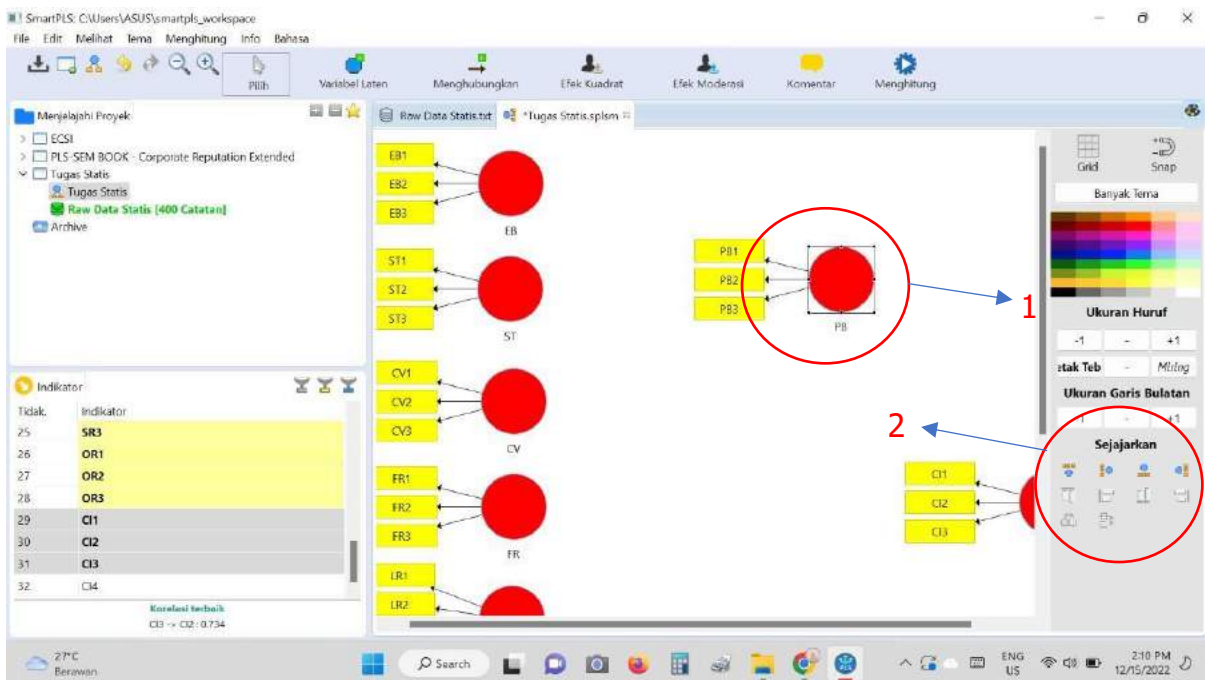 SmartPLS: C:\Users\ASUS\smartpls_workspace
File Edit Melihat Tema Menghitung Info Bahasa
Pilih
Variabel Laten
Menghubungkan
Efek Kuadrat
Efek Moderasi
Komentar
Menghitung
Menjelajahi Proyek
ECSI
PLS-SEM BOOK - Corporate Reputation Extended
Tugas Statis
Tugas Statis
Raw Data Statis [400 Catatan]
Archive
Indikator
Tidak. Indikator
25 SR3
26 OR1
27 OR2
28 OR3
29 CI1
30 CI2
31 CI3
32 CI4
Korelasi terbaik
CI3 -> CI2: 0.734
Raw Data Statis.txt
*Tugas Statis.splsm
EB1
EB2
EB3
EB
ST1
ST2
ST3
ST
CV1
CV2
CV3
CV
FR1
FR2
FR3
FR
LR1
LR2
PB1
PB2
PB3
PB
1
2
CI1
CI2
CI3
Grid
Snap
Banyak Tema
Ukuran Huruf
-1 - +1
etak Teb - Miring
Ukuran Garis Bulatan
-1 - +1
Sejajarkan
27°C
Berawan
Search
ENG
US
2:10 PM
12/15/2022